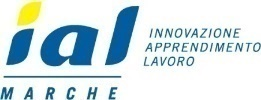 ial
INNOVAZIONE
APPRENDIMENTO
LAVORO
MARCHE